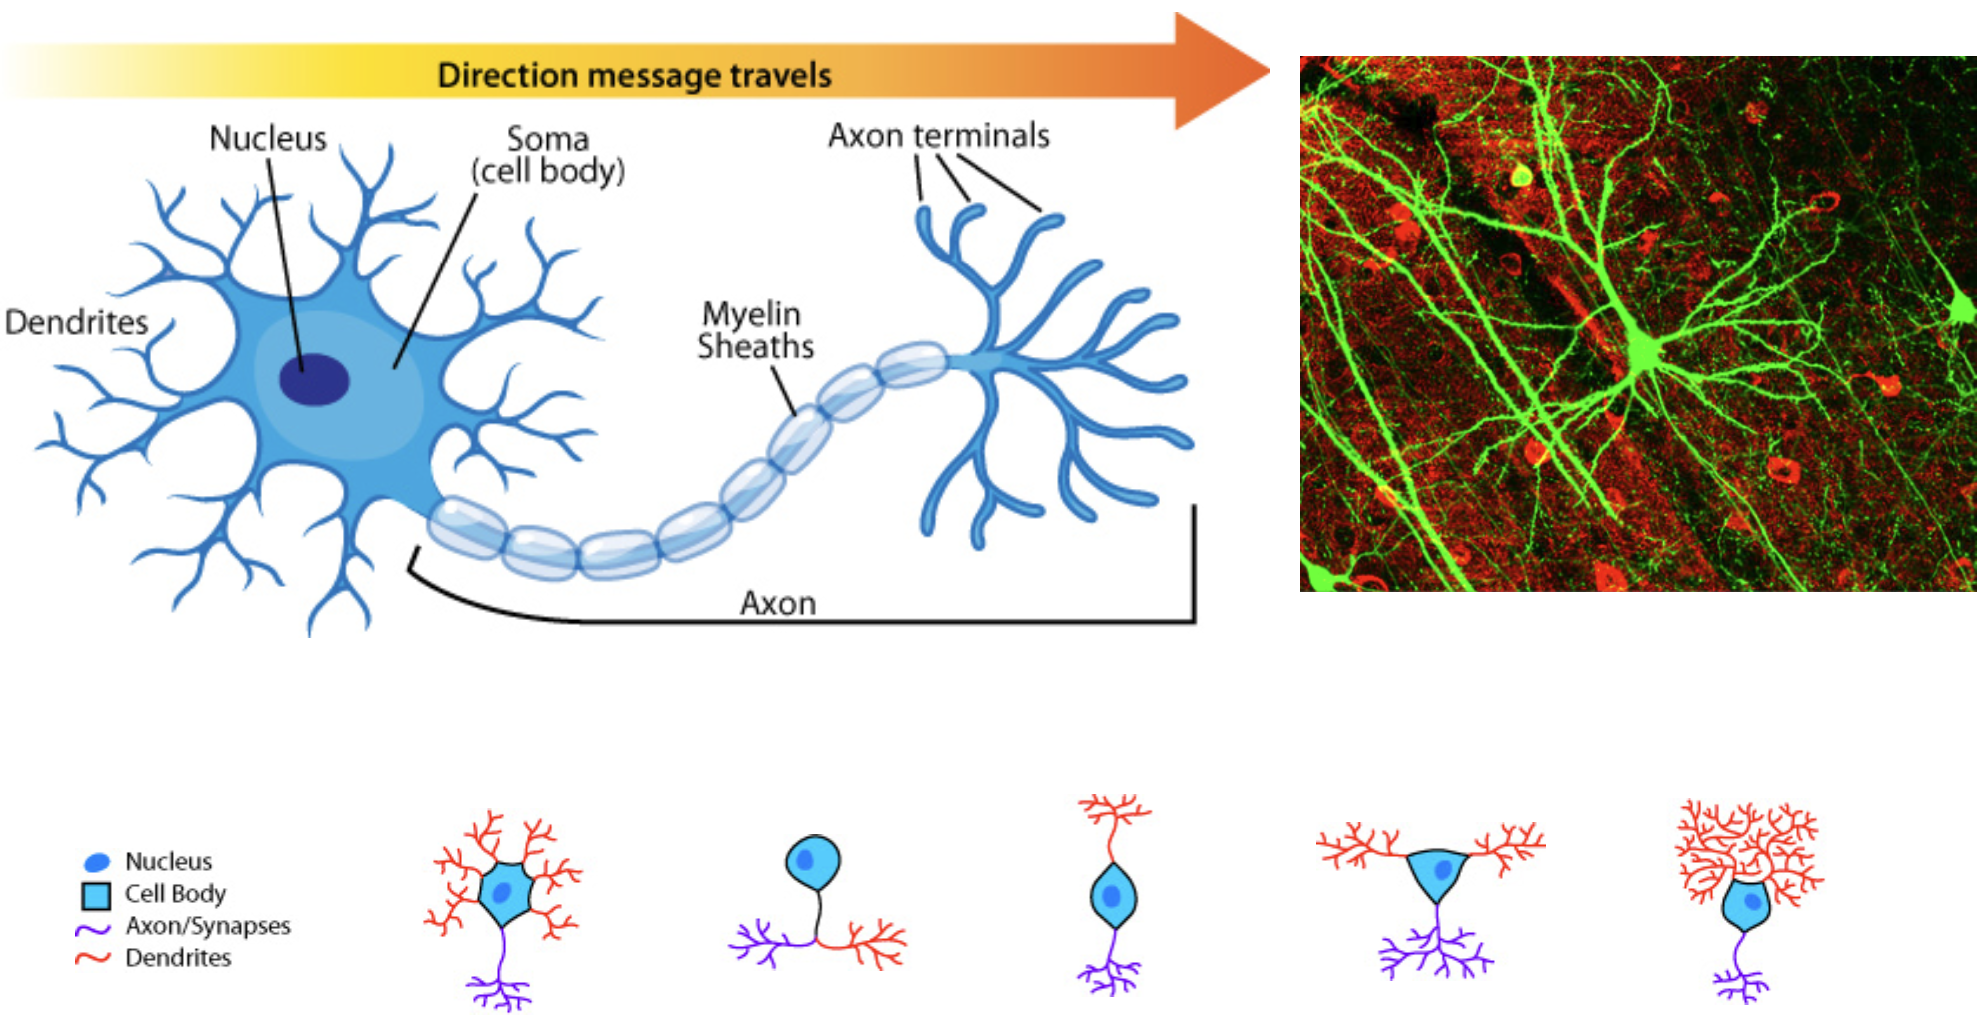 Direction message travels
Nucleus
Soma
(cell body)
Axon terminals
Dendrites
Myelin
Sheaths
Axon
Nucleus
Cell Body
Axon/Synapses
Dendrites